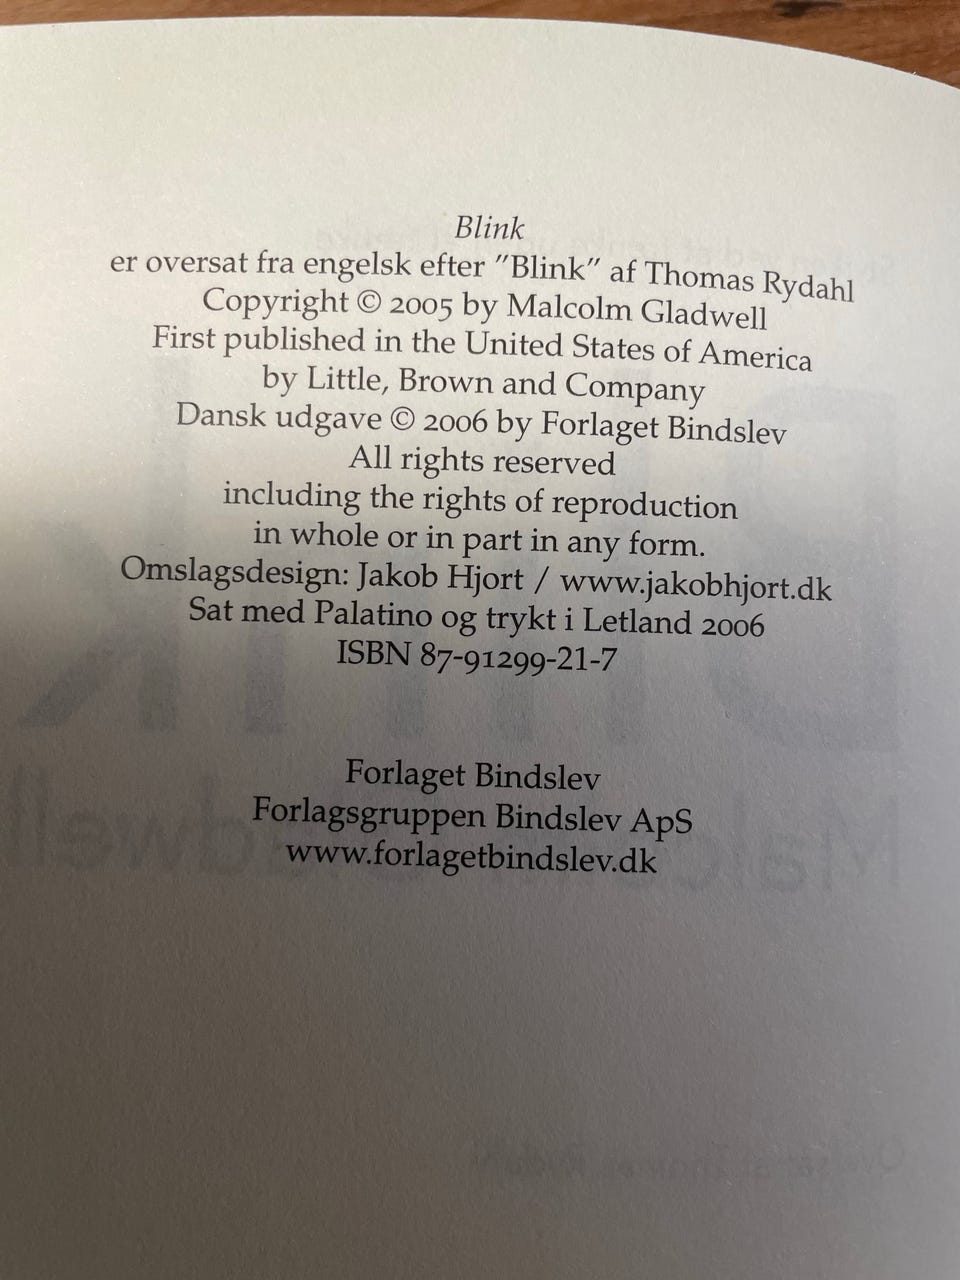 Blink
er oversat fra engelsk efter "Blink" af Thomas Rydahl
Copyright © 2005 by Malcolm Gladwell
First published in the United States of America
by Little, Brown and Company
Dansk udgave © 2006 by Forlaget Bindslev
All rights reserved
including the rights of reproduction
in whole or in part in any form.
Omslagsdesign: Jakob Hjort / www.jakobhjort.dk
Sat med Palatino og trykt i Letland 2006
ISBN 87-91299-21-7
Forlaget Bindslev
Forlagsgruppen Bindslev ApS
www.forlagetbindslev.dk